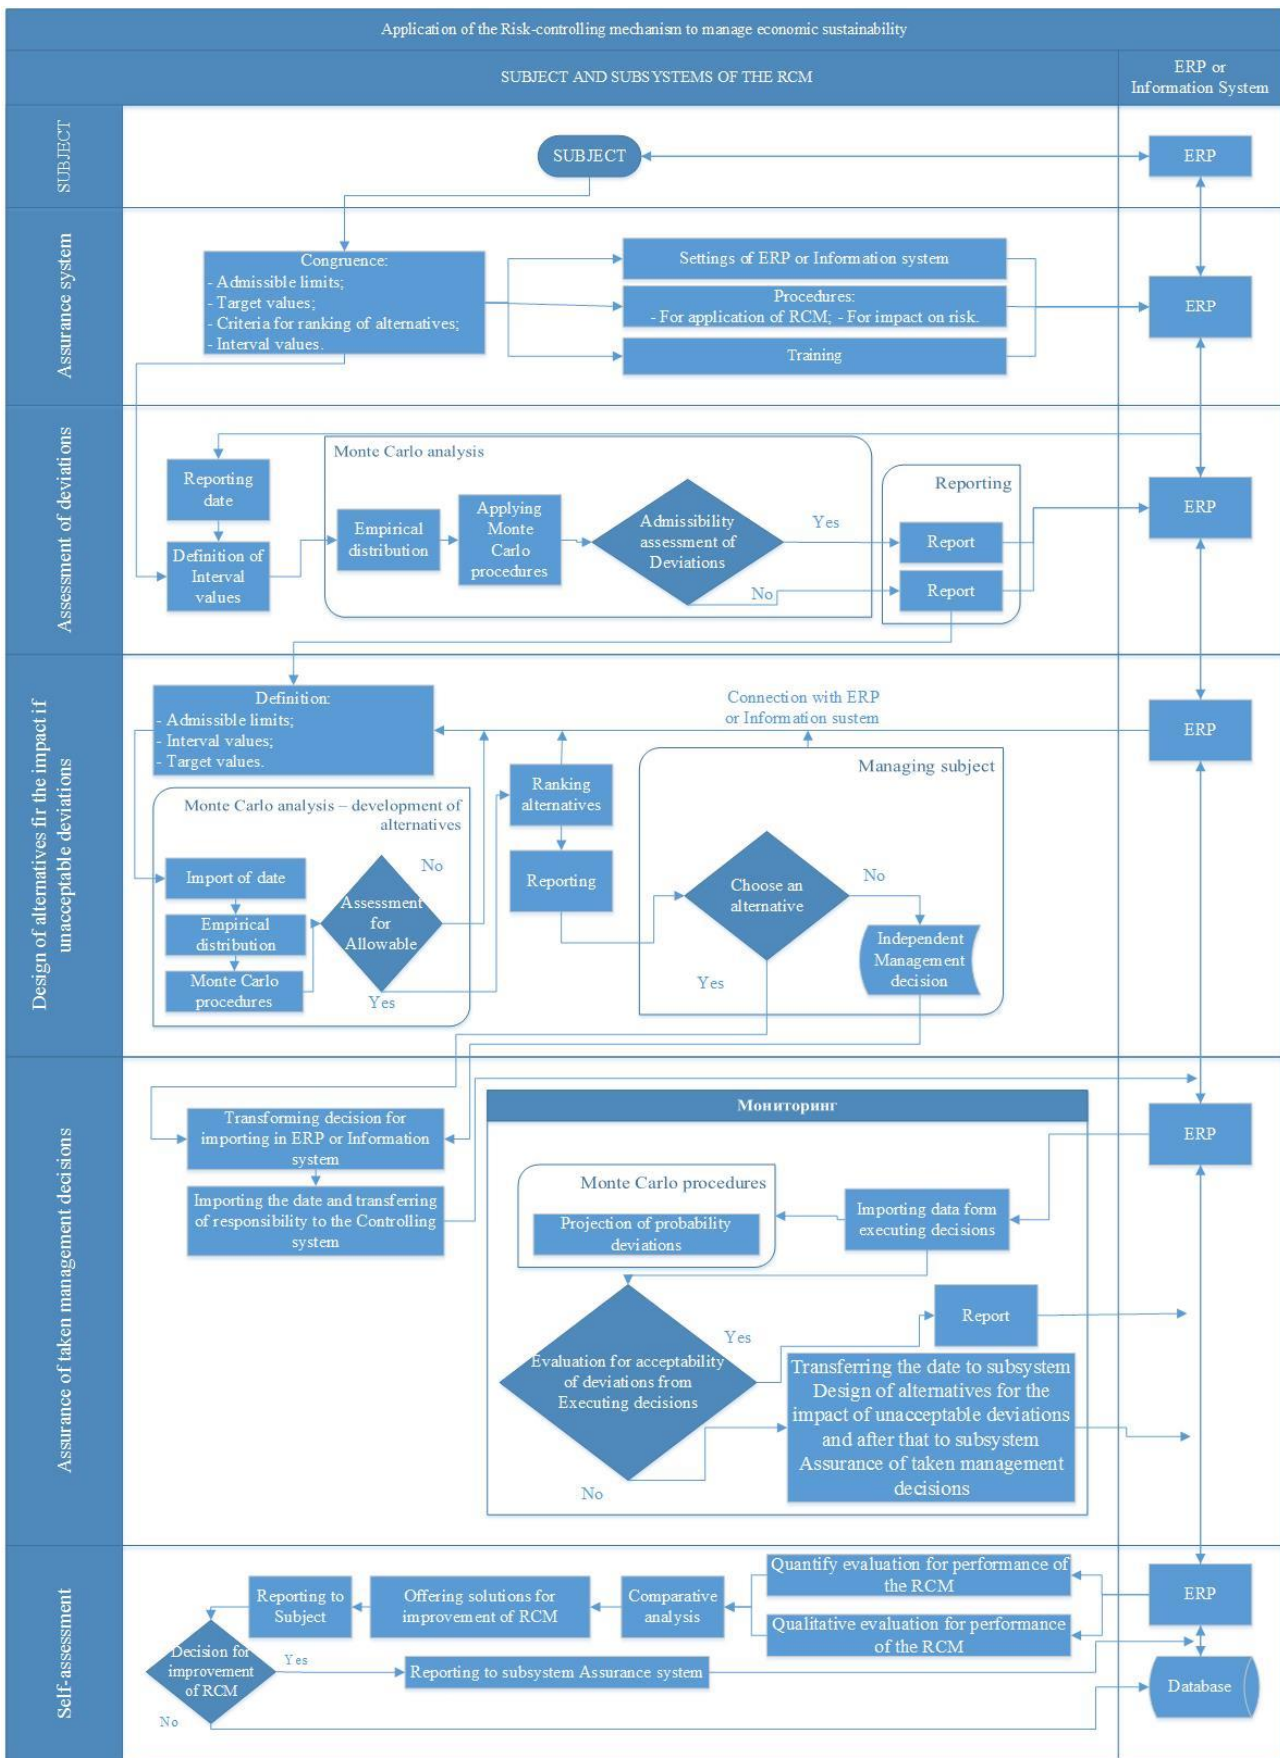 Application of the Risk-controlling mechanism to manage economic sustainability
SUBJECT AND SUBSYSTEMS OF THE RCM
ERP or
Information System
SUBJECT
SUBJECT
ERP
Assurance system
Congruence:
- Admissible limits;
- Target values;
- Criteria for ranking of alternatives;
- Interval values.
Settings of ERP or Information system
Procedures:
- For application of RCM; - For impact on risk.
Training
ERP
Assessment of deviations
Reporting
date
Definition of
Interval
values
Monte Carlo analysis
Empirical
distribution
Applying
Monte
Carlo
procedures
Admissibility
assessment of
Deviations
Yes
No
Reporting
Report
Report
ERP
Design of alternatives fir the impact if
unacceptable deviations
Definition:
- Admissible limits;
- Interval values;
- Target values.
Connection with ERP
or Information sustem
ERP
Monte Carlo analysis – development of
alternatives
Import of date
Empirical
distribution
Monte Carlo
procedures
Assessment
for
Allowable
No
Yes
Ranking
alternatives
Reporting
Managing subject
Choose an
alternative
No
Yes
Independent
Management
decision
Assurance of taken management decisions
Transforming decision for
importing in ERP or Information
system
Importing the date and transferring
of responsibility to the Controlling
system
Мониторинг
Monte Carlo procedures
Projection of probability
deviations
Importing data form
executing decisions
ERP
Evaluation for acceptability
of deviations from
Executing decisions
Yes
No
Report
Transferring the date to subsystem
Design of alternatives for the
impact of unacceptable deviations
and after that to subsystem
Assurance of taken management
decisions
Self-assessment
Reporting to
Subject
Offering solutions for
improvement of RCM
Comparative
analysis
Quantify evaluation for performance of
the RCM
Qualitative evaluation for performance
of the RCM
ERP
Decision for
improvement
of RCM
Yes
No
Reporting to subsystem Assurance system
Database